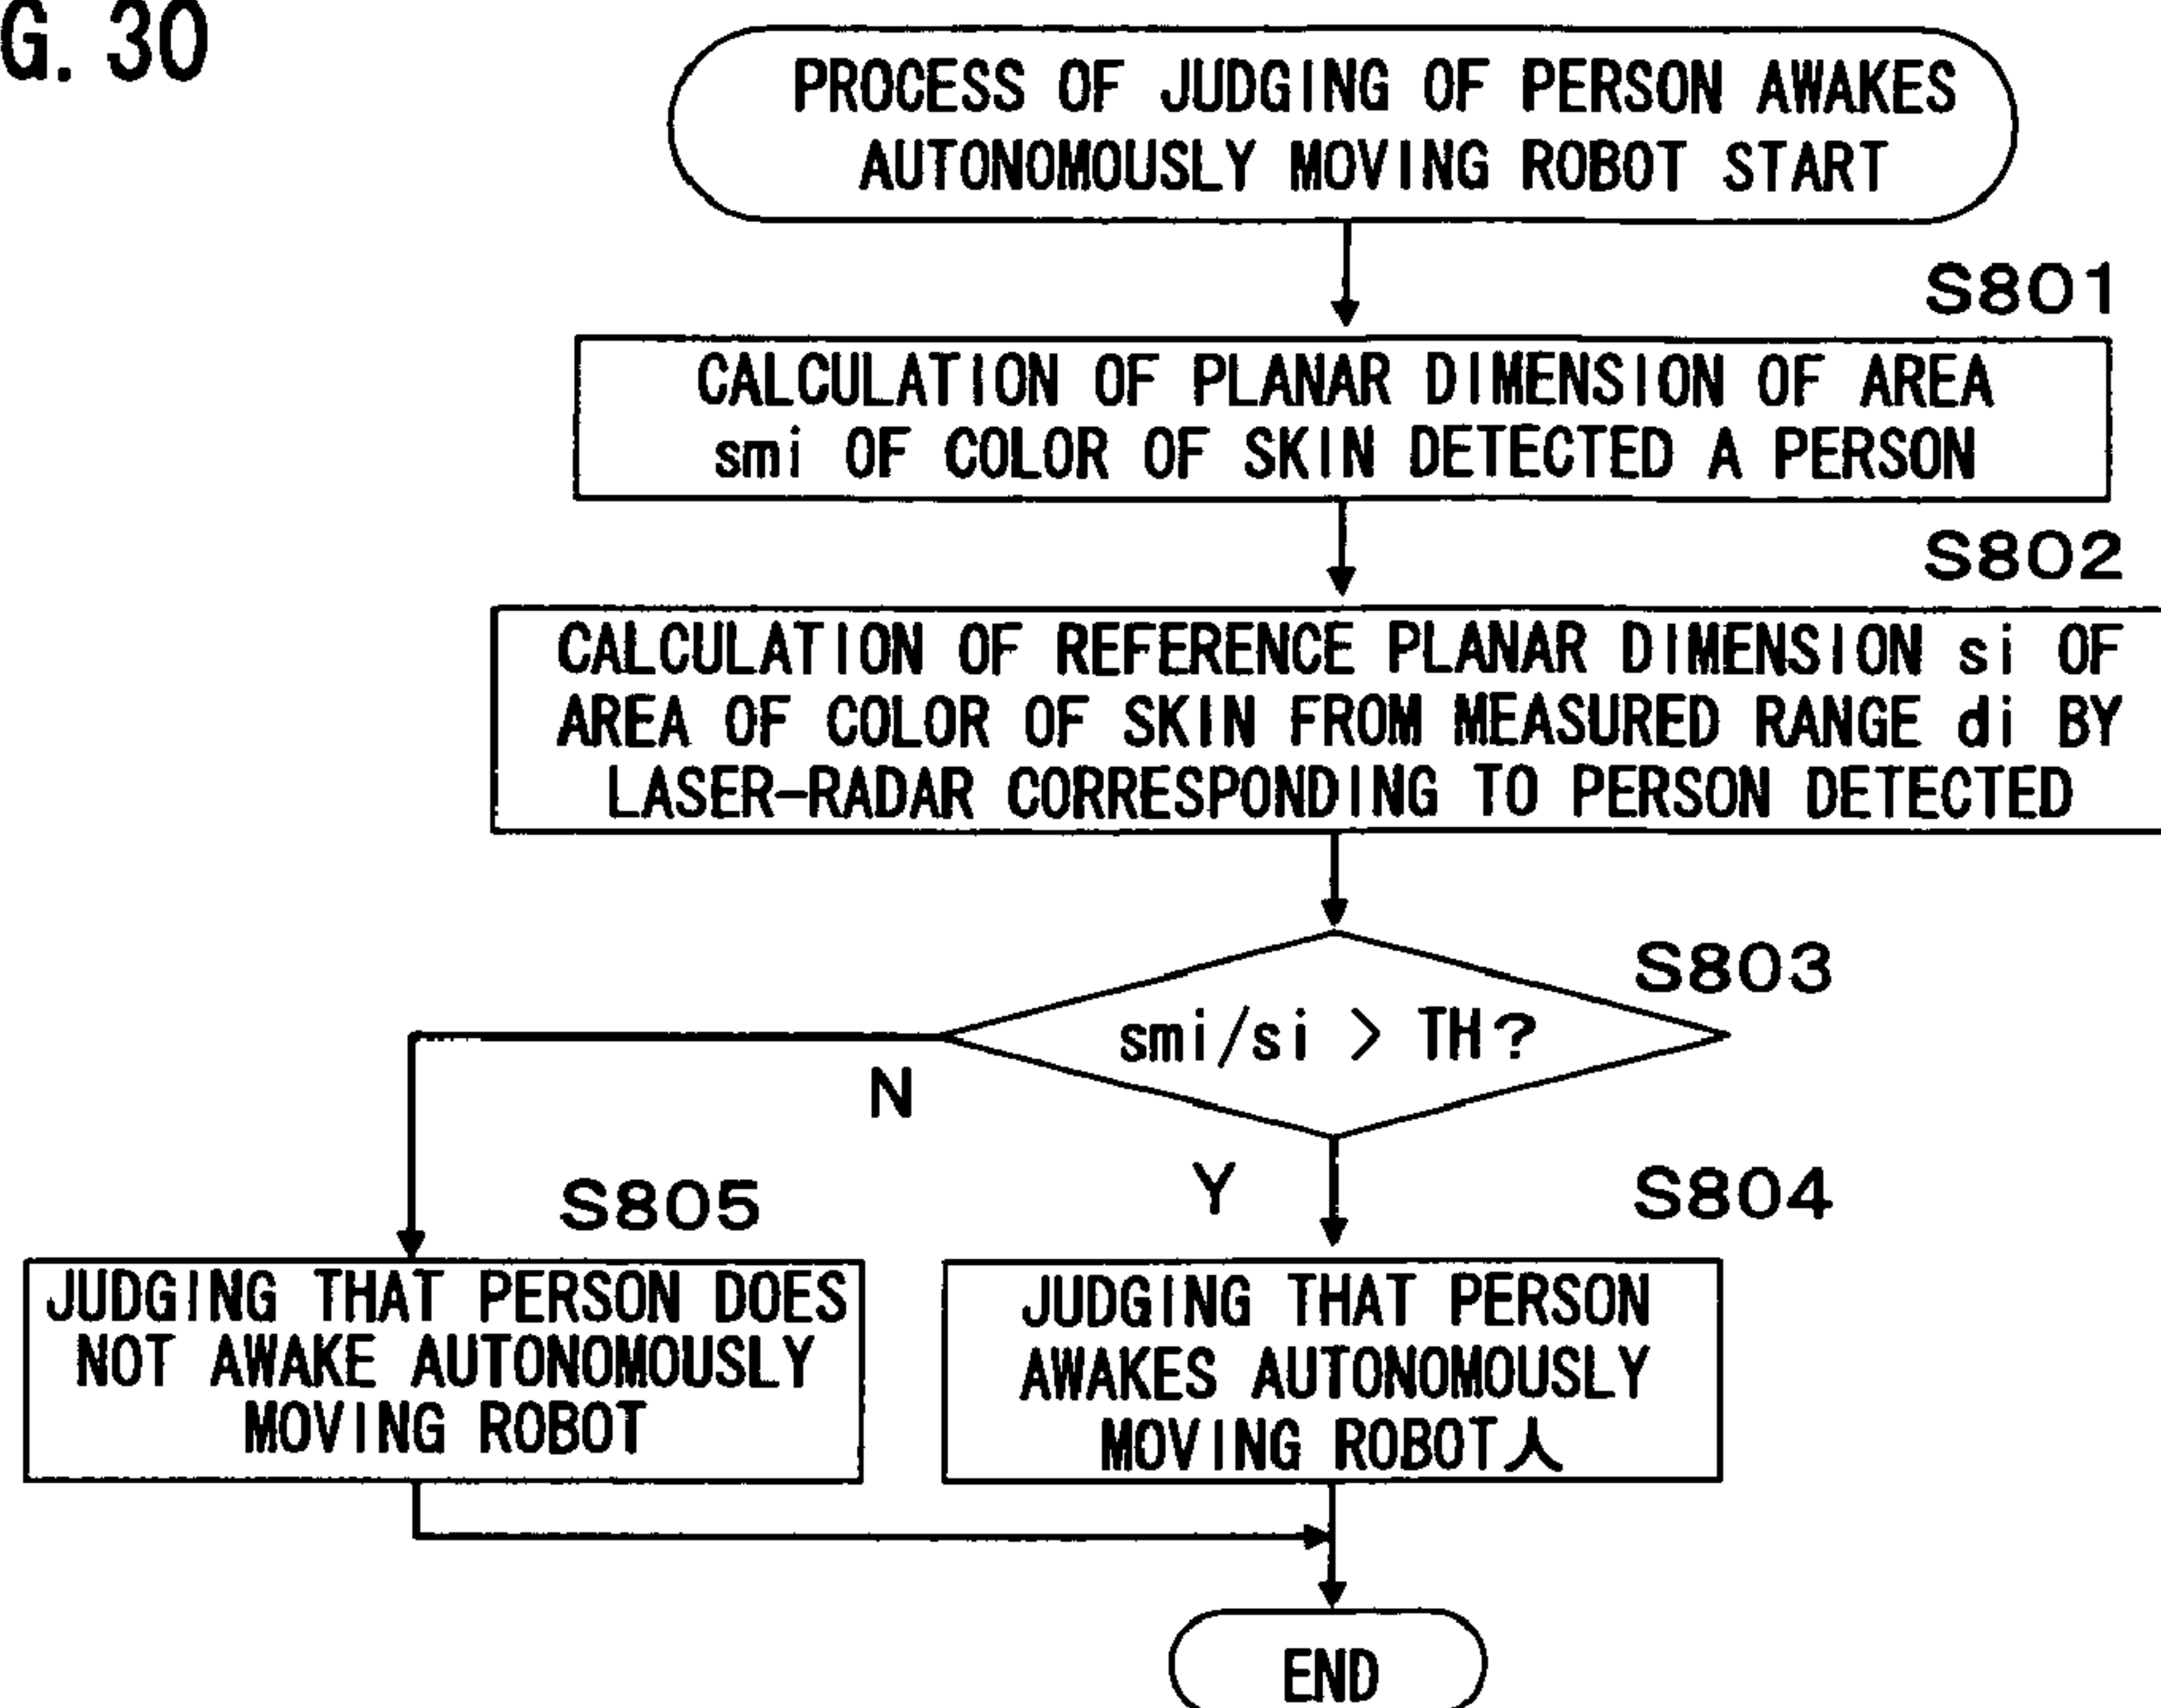 G. 30
PROCESS OF JUDGING OF PERSON AWAKES
AUTONOMOUSLY MOVING ROBOT START
S801
CALCULATION OF PLANAR DIMENSION OF AREA
smi OF COLOR OF SKIN DETECTED A PERSON
S802
CALCULATION OF REFERENCE PLANAR DIMENSION si OF
AREA OF COLOR OF SKIN FROM MEASURED RANGE di BY
LASER-RADAR CORRESPONDING TO PERSON DETECTED
S803
smi/si > TH?
N
Y
S804
S805
JUDGING THAT PERSON DOES
NOT AWAKE AUTONOMOUSLY
MOVING ROBOT
JUDGING THAT PERSON
AWAKES AUTONOMOUSLY
MOVING ROBOT人
END